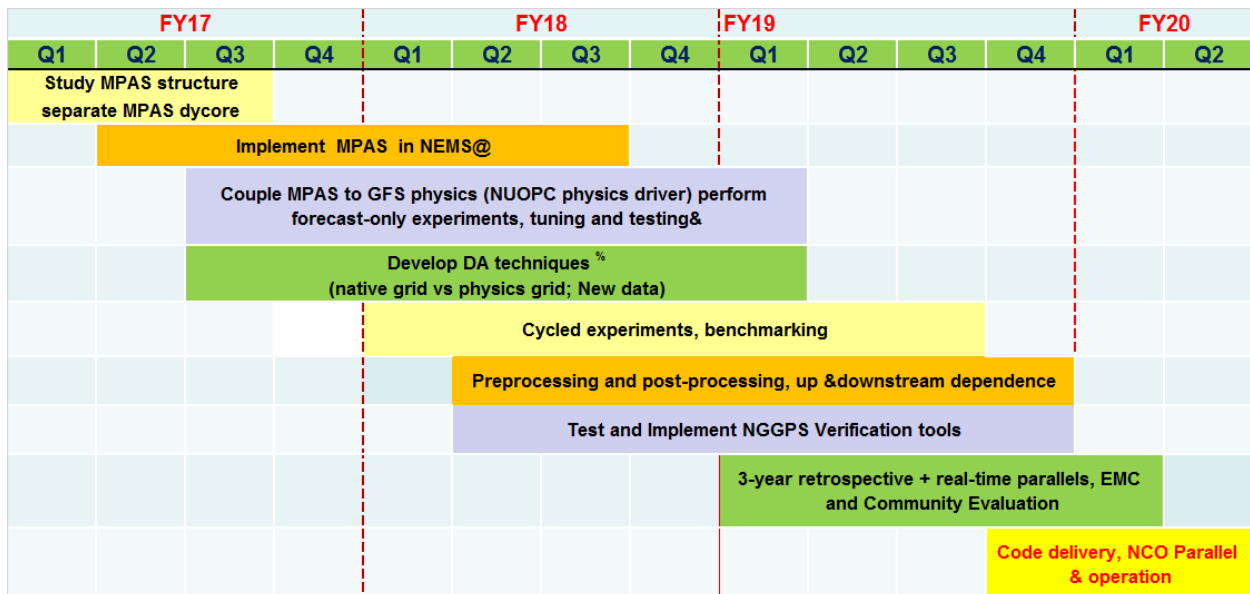 FY17 FY18 FY19 FY20
Q1 Q2 Q3 Q4 Q1 Q2 Q3 Q4 Q1 Q2 Q3 Q4 Q1 Q2
Study MPAS structure
separate MPAS dycore
Implement MPAS in NEMS@
Couple MPAS to GFS physics (NUOPC physics driver) perform
forecast-only experiments, tuning and testing&
Develop DA techniques %
(native grid vs physics grid; New data)
Cycled experiments, benchmarking
Preprocessing and post-processing, up &downstream dependence
Test and Implement NGGPS Verification tools
3-year retrospective + real-time parallels, EMC
and Community Evaluation
Code delivery, NCO Parallel
& operation